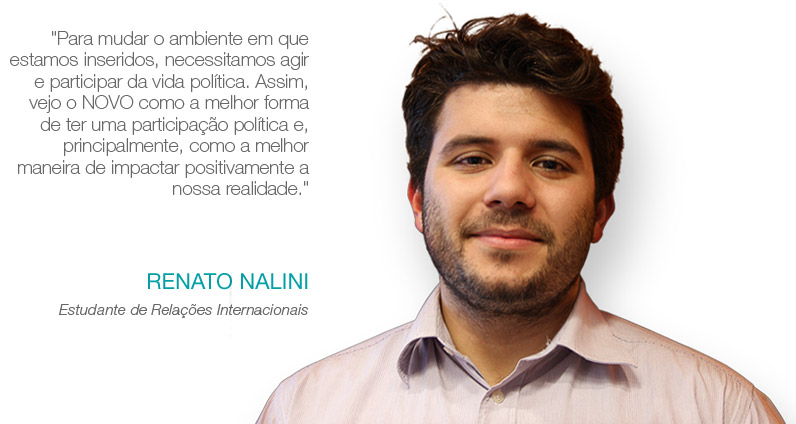 "Para mudar o ambiente em que
estamos inseridos, necessitamos agir
e participar da vida política. Assim,
vejo o NOVO como a melhor forma
de ter uma participação política e,
principalmente, como a melhor
maneira de impactar positivamente a
nossa realidade."
RENATO NALINI
Estudante de Relações Internacionais